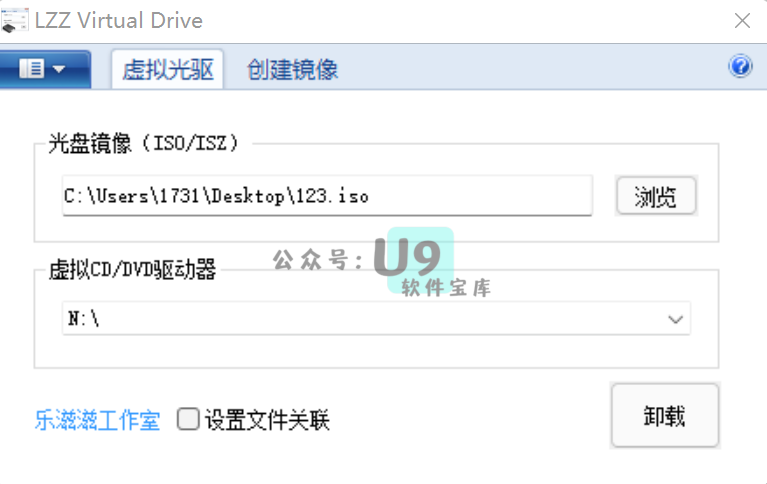 LZZ Virtual Drive
虚拟光驱
创建镜像
光盘镜像（ISO/ISZ）
C:\Users\1731\Desktop\123.iso
浏览
公众号:U9
软件宝库
虚拟CD/DVD驱动器
N:\
乐滋滋工作室
设置文件关联
卸载